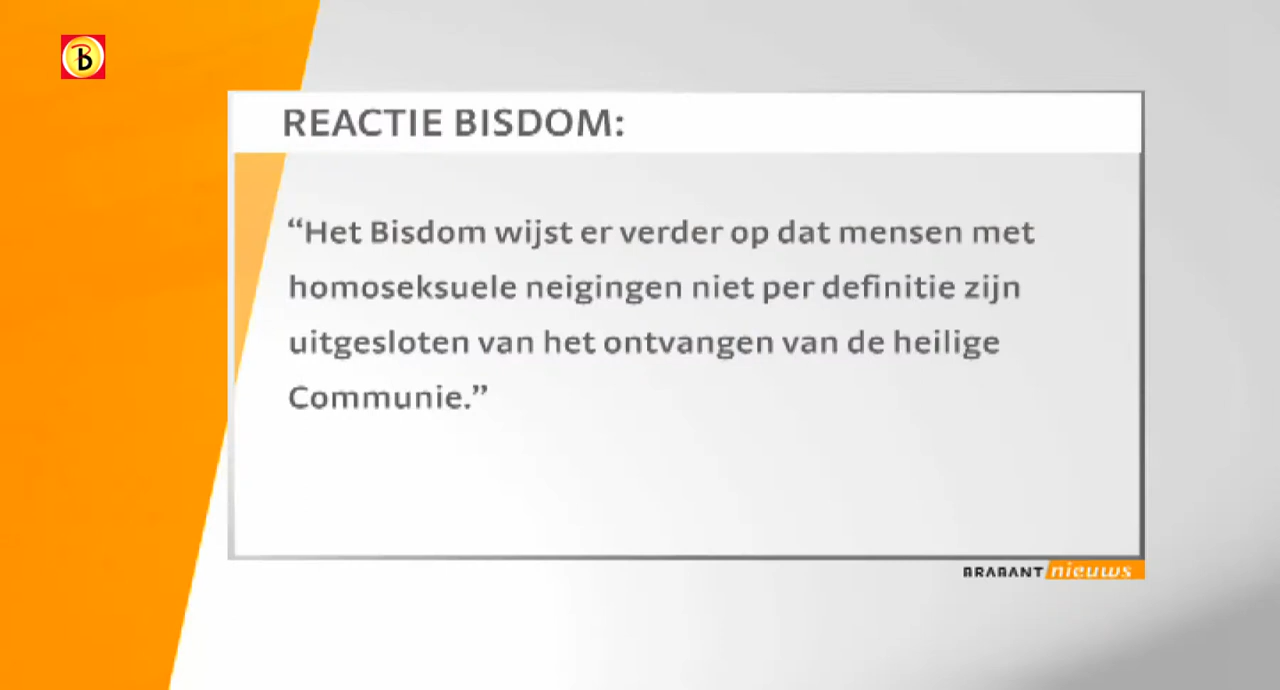 B
REACTIE BISDOM:
“Het Bisdom wijst er verder op dat mensen met
homoseksuele neigingen niet per definitie zijn
uitgesloten van het ontvangen van de heilige
Communie.”
BRABANT nieuws